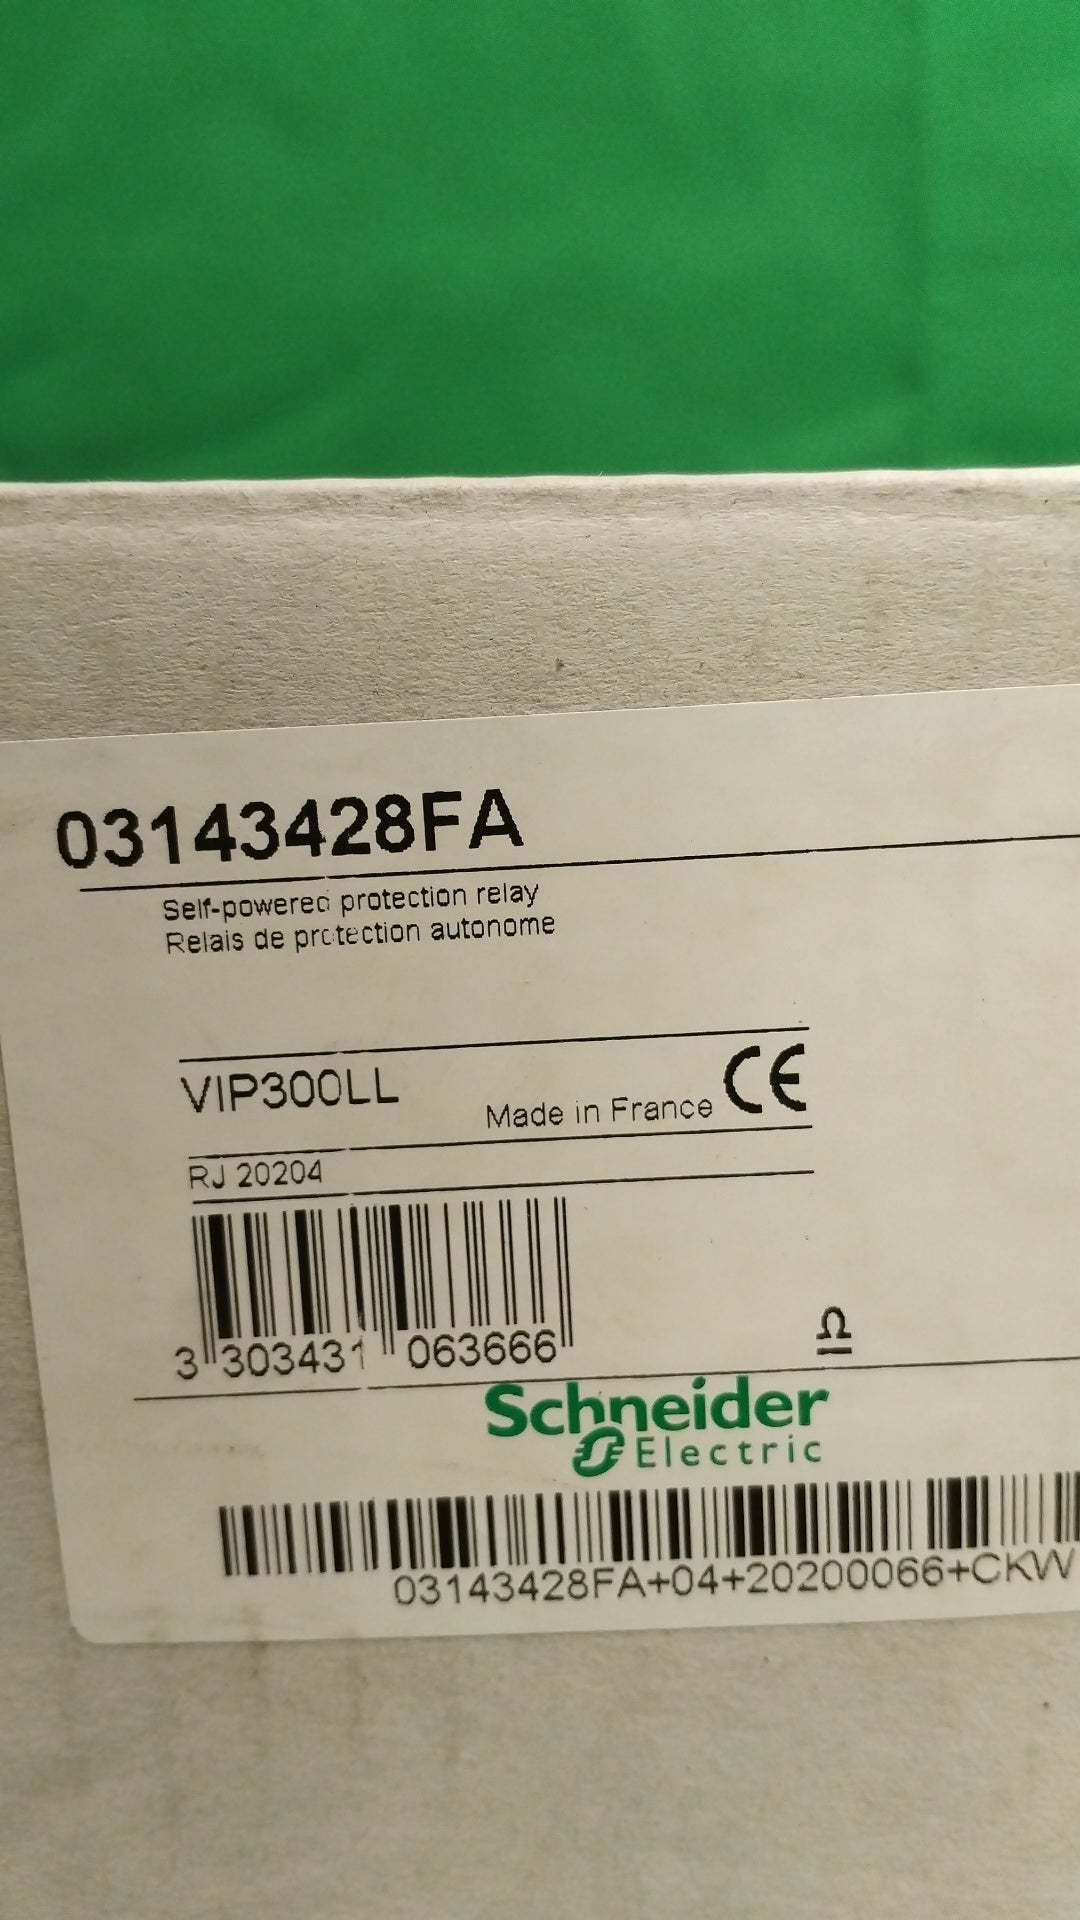 03143428FA
Self-powered protection relay
Relais de protection autonome
VIP300LL
Made in France CE
RJ 20204
3 303431 063666
Ω
Schneider
Electric
03143428FA+04+20200066+CKW